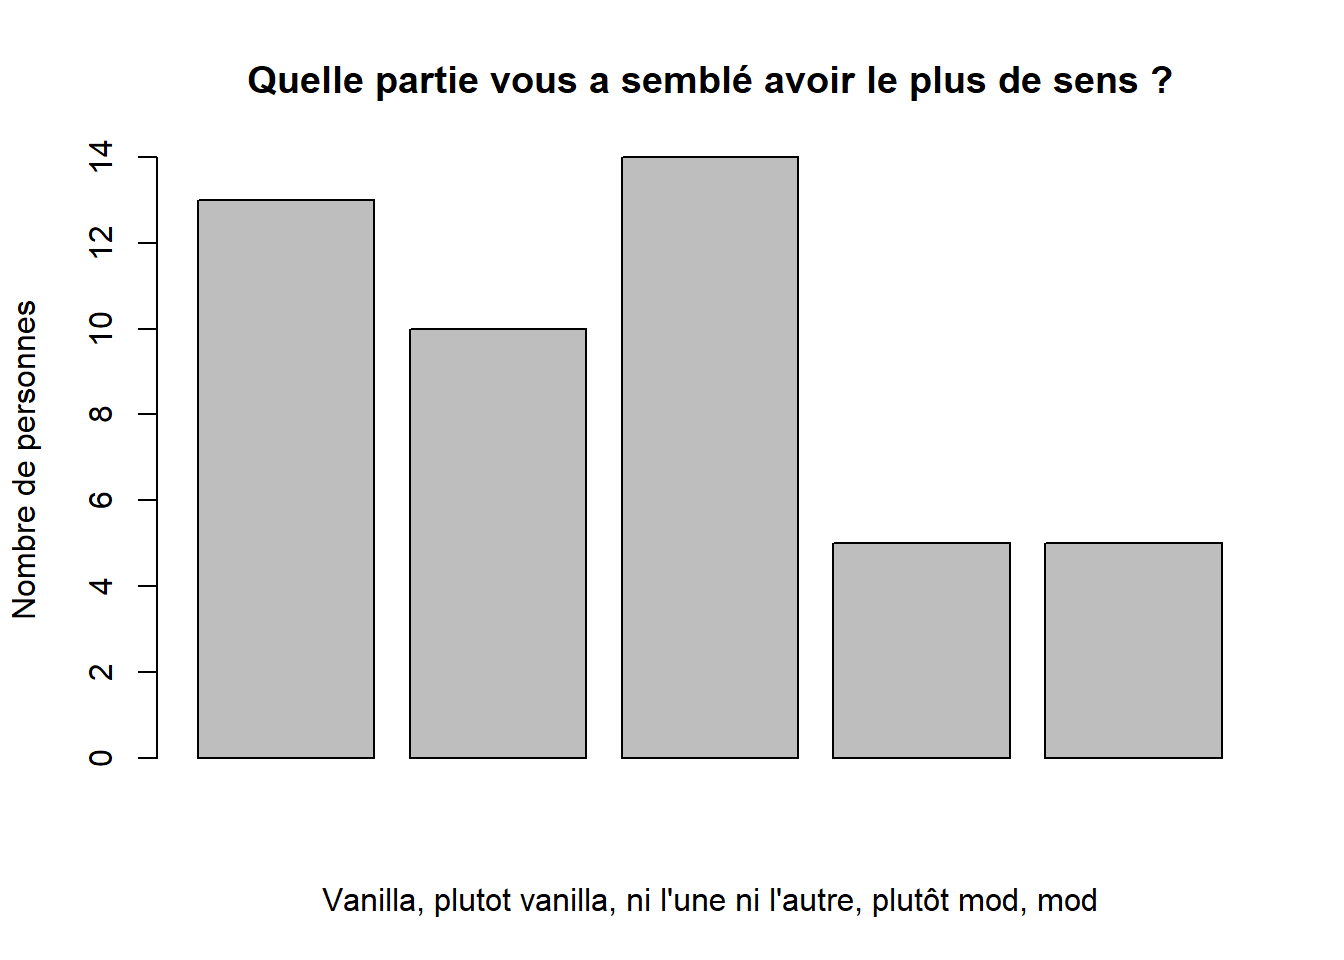 Quelle partie vous a semblé avoir le plus de sens ?
14
12
10
8
6
4
2
0
Nombre de personnes
Vanilla, plutot vanilla, ni l'une ni l'autre, plutôt mod, mod